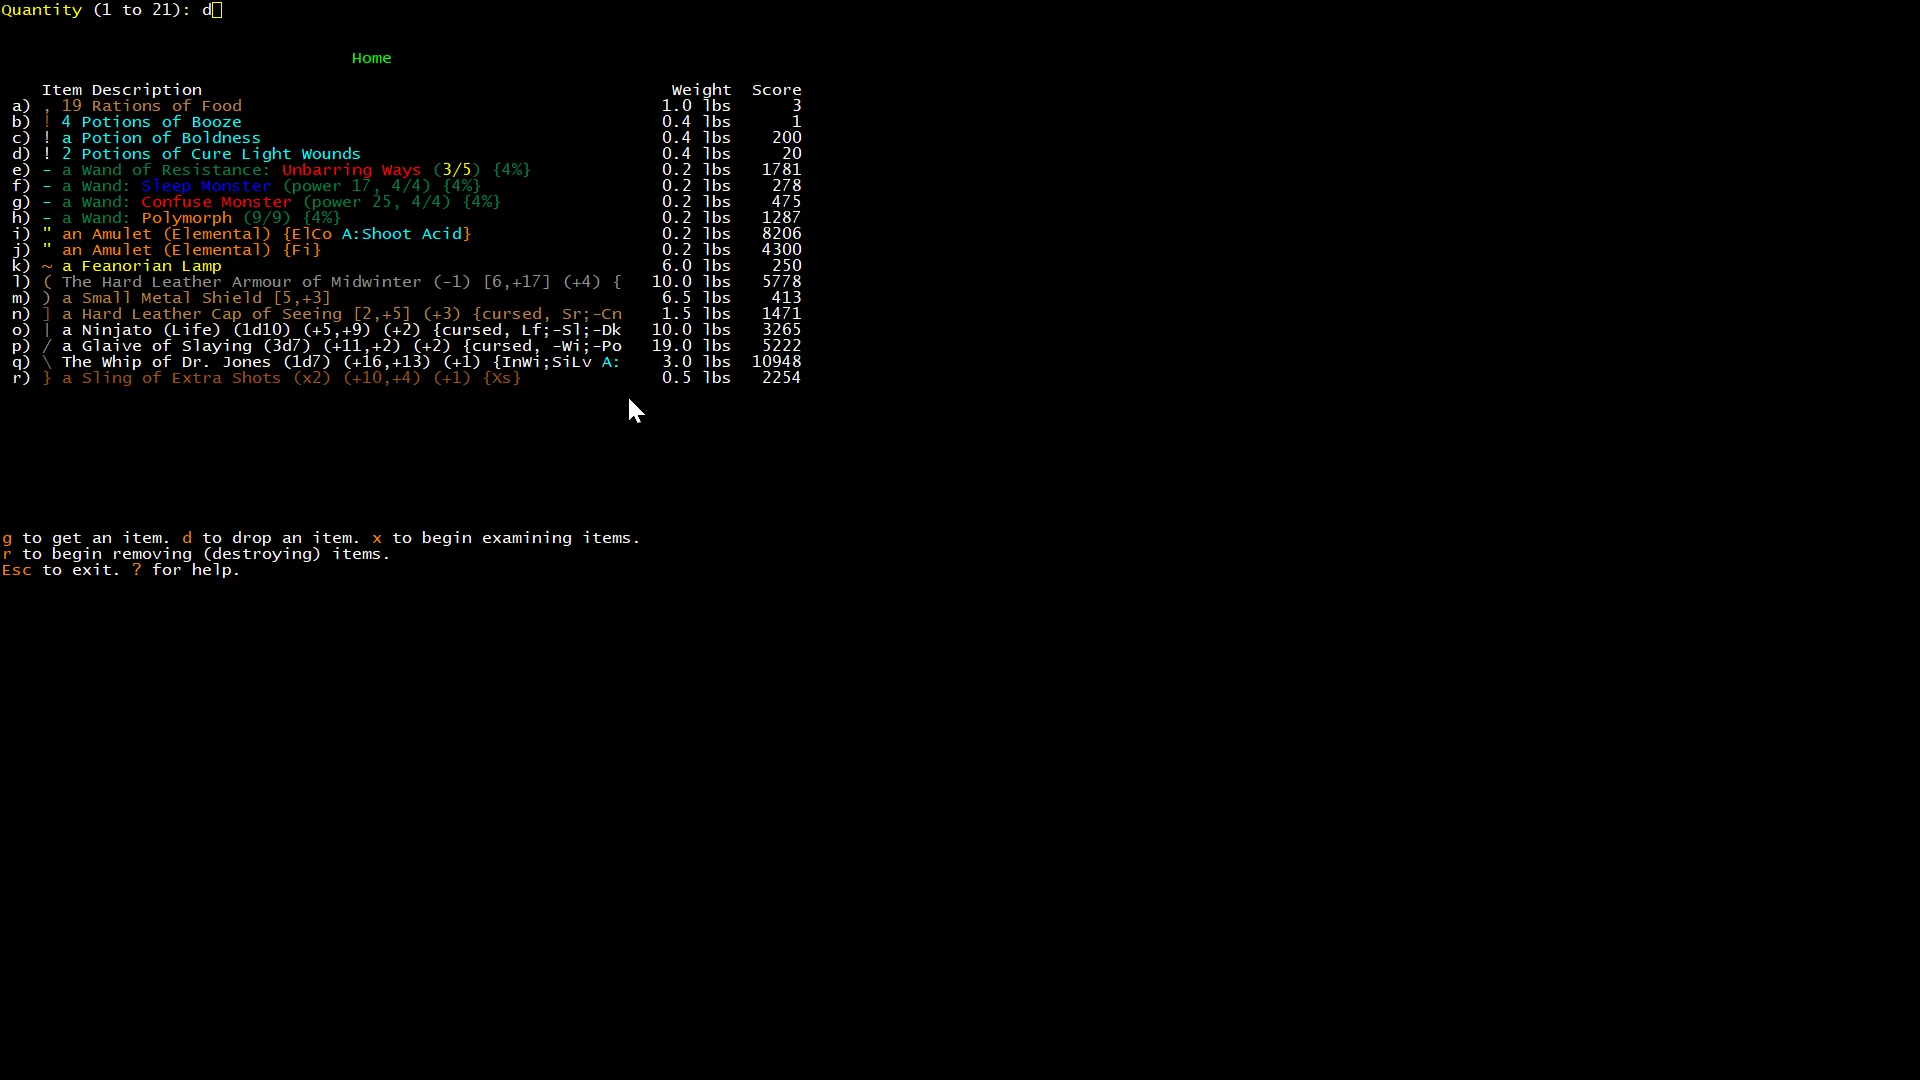 Quantity (1 to 21): d
Home
Item Description Weight Score
a) , 19 Rations of Food 1.0 lbs 3
b) ! 4 Potions of Booze 0.4 lbs 1
c) ! a Potion of Boldness 0.4 lbs 200
d) ! 2 Potions of Cure Light Wounds 0.4 lbs 20
e) - a Wand of Resistance: Unbarring Ways (3/5) {4%} 0.2 lbs 1781
f) - a Wand: Sleep Monster (power 17, 4/4) {4%} 0.2 lbs 278
g) - a Wand: Confuse Monster (power 25, 4/4) {4%} 0.2 lbs 475
h) - a Wand: Polymorph (9/9) {4%} 0.2 lbs 1287
i) " an Amulet (Elemental) {ElCo A:Shoot Acid} 0.2 lbs 8206
j) " an Amulet (Elemental) {Fi} 0.2 lbs 4300
k) ~ a Feanorian Lamp 6.0 lbs 250
l) ( The Hard Leather Armour of Midwinter (-1) [6,+17] (+4) { 10.0 lbs 5778
m) ) a Small Metal Shield [5,+3] 6.5 lbs 413
n) ] a Hard Leather Cap of Seeing [2,+5] (+3) {cursed, Sr;-Cn 1.5 lbs 1471
o) | a Ninjato (Life) (1d10) (+5,+9) (+2) {cursed, Lf;-Sl;-Dk 10.0 lbs 3265
p) / a Glaive of Slaying (3d7) (+11,+2) (+2) {cursed, -Wi;-Po 19.0 lbs 5222
q) \ The Whip of Dr. Jones (1d7) (+16,+13) (+1) {InWi;SiLv A: 3.0 lbs 10948
r) } a Sling of Extra Shots (x2) (+10,+4) (+1) {Xs} 0.5 lbs 2254
g to get an item. d to drop an item. x to begin examining items.
r to begin removing (destroying) items.
Esc to exit. ? for help.